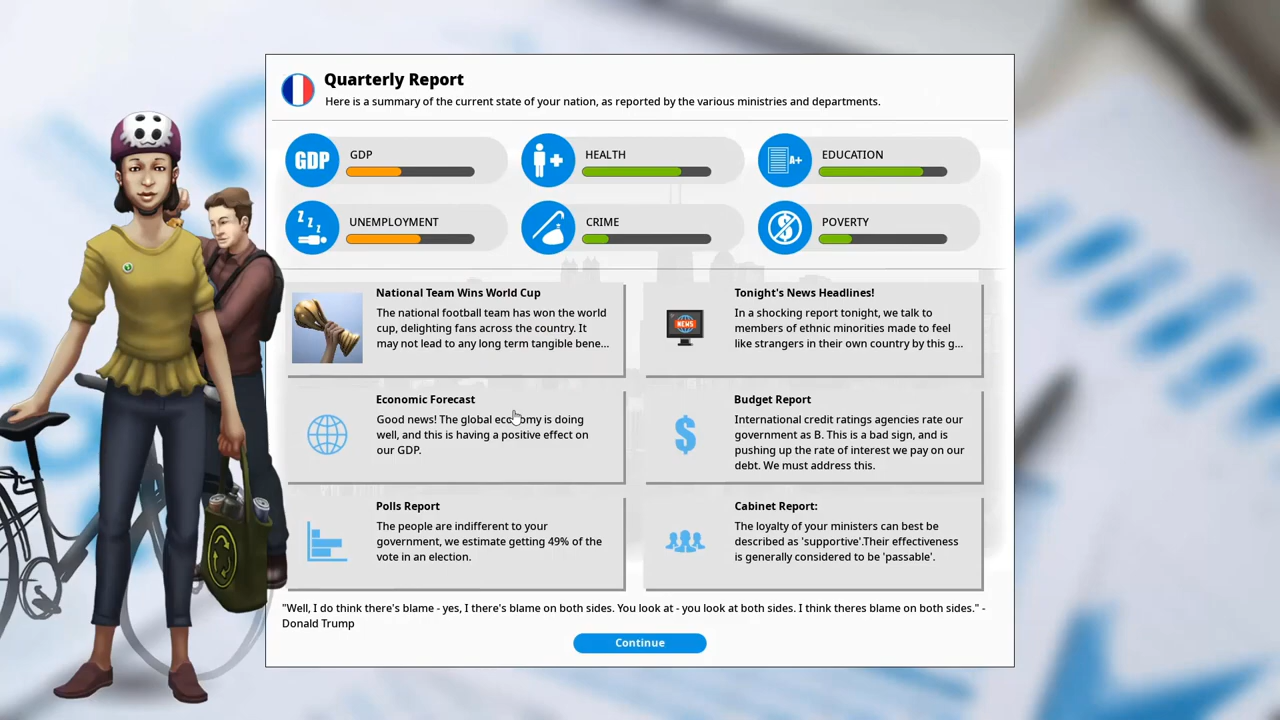 Quarterly Report
Here is a summary of the current state of your nation, as reported by the various ministries and departments.
GDP
GDP
HEALTH
A+
EDUCATION
Z Z Z
UNEMPLOYMENT
CRIME
$
POVERTY
National Team Wins World Cup
The national football team has won the world
cup, delighting fans across the country. It
may not lead to any long term tangible bene...
NEWS
Tonight's News Headlines!
In a shocking report tonight, we talk to
members of ethnic minorities made to feel
like strangers in their own country by this g...
Economic Forecast
Good news! The global economy is doing
well, and this is having a positive effect on
our GDP.
$
Budget Report
International credit ratings agencies rate our
government as B. This is a bad sign, and is
pushing up the rate of interest we pay on our
debt. We must address this.
Polls Report
The people are indifferent to your
government, we estimate getting 49% of the
vote in an election.
Cabinet Report:
The loyalty of your ministers can best be
described as 'supportive'.Their effectiveness
is generally considered to be 'passable'.
"Well, I do think there's blame - yes, I there's blame on both sides. You look at - you look at both sides. I think theres blame on both sides." -
Donald Trump
Continue